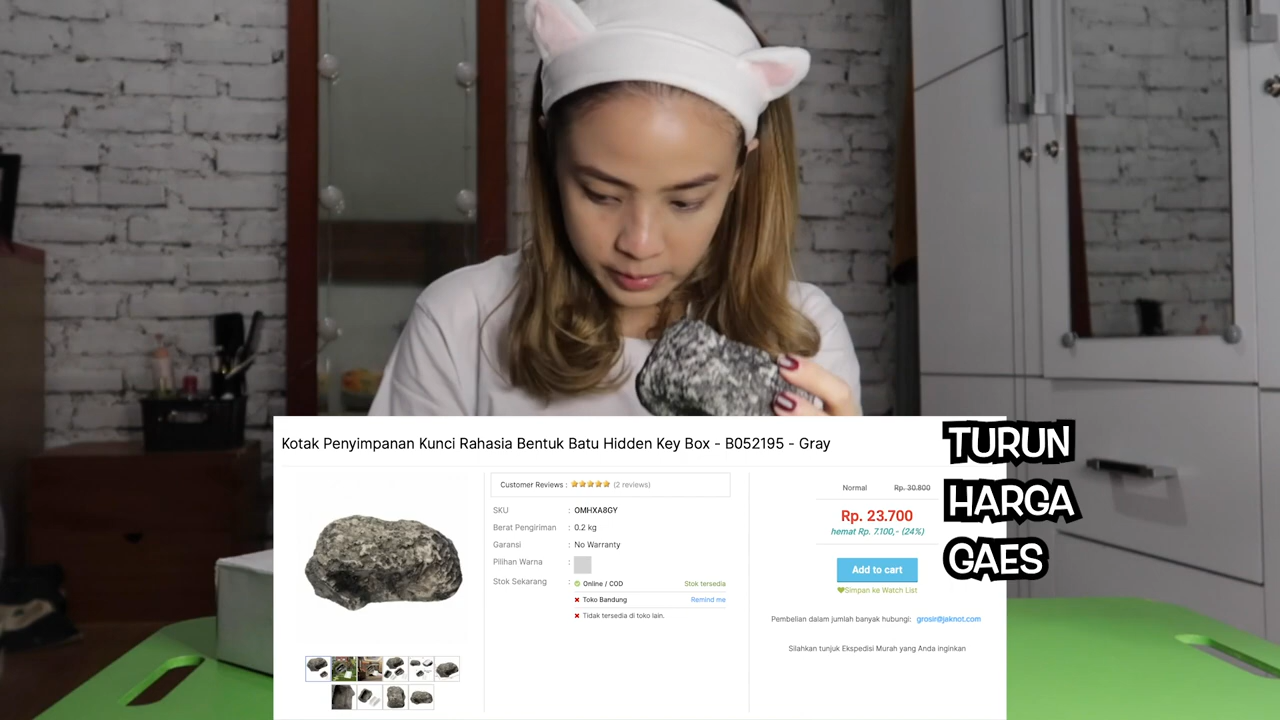 Kotak Penyimpanan Kunci Rahasia Bentuk Batu Hidden Key Box - B052195 - Gray
Customer Reviews : (2 reviews)
SKU : OMHXA8GY
Berat Pengiriman : 0.2 kg
Garansi : No Warranty
Pilihan Warna :
Stok Sekarang : Online / COD Stok tersedia
Toko Bandung Remind me
Tidak tersedia di toko lain.
Normal Rp. 30.800
Rp. 23.700
hemat Rp. 7.100,- (24%)
Add to cart
Simpan ke Watch List
Pembelian dalam jumlah banyak hubungi: grosir@jaknot.com
Silahkan tunjuk Ekspedisi Murah yang Anda inginkan
TURUN
HARGA
GAES